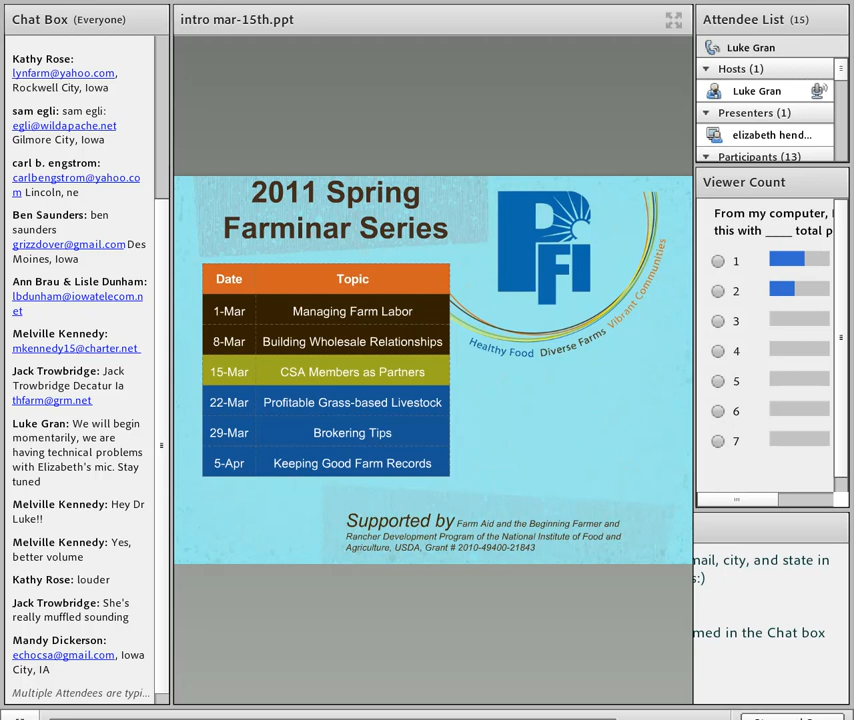 Chat Box (Everyone)
Kathy Rose:
lynfarm@yahoo.com,
Rockwell City, Iowa
sam egli: sam egli:
egli@wildapache.net
Gilmore City, Iowa
carl b. engstrom:
carlbengstrom@yahoo.co
m Lincoln, ne
Ben Saunders: ben
saunders
grizzdover@gmail.com Des
Moines, Iowa
Ann Brau & Lisle Dunham:
lbdunham@iowatelecom.n
et
Melville Kennedy:
mkennedy15@charter.net
Jack Trowbridge: Jack
Trowbridge Decatur Ia
thfarm@grm.net
Luke Gran: We will begin
momentarily, we are
having technical problems
with Elizabeth's mic. Stay
tuned
Melville Kennedy: Hey Dr
Luke!!
Melville Kennedy: Yes,
better volume
Kathy Rose: louder
Jack Trowbridge: She's
really muffled sounding
Mandy Dickerson:
echocsa@gmail.com, Iowa
City, IA
Multiple Attendees are typi...
intro mar-15th.ppt
2011 Spring
Farminar Series
Date Topic
1-Mar Managing Farm Labor
8-Mar Building Wholesale Relationships
15-Mar CSA Members as Partners
22-Mar Profitable Grass-based Livestock
29-Mar Brokering Tips
5-Apr Keeping Good Farm Records
PFI
Healthy Food Diverse Farms Vibrant Communities
Supported by Farm Aid and the Beginning Farmer and
Rancher Development Program of the National Institute of Food and
Agriculture, USDA, Grant # 2010-49400-21843
Attendee List (15)
Luke Gran
Hosts (1)
Luke Gran
Presenters (1)
elizabeth hend...
Participants (13)
Viewer Count
From my computer,
this with ____ total p
1
2
3
4
5
6
7
nail, city, and state in
s:)
med in the Chat box